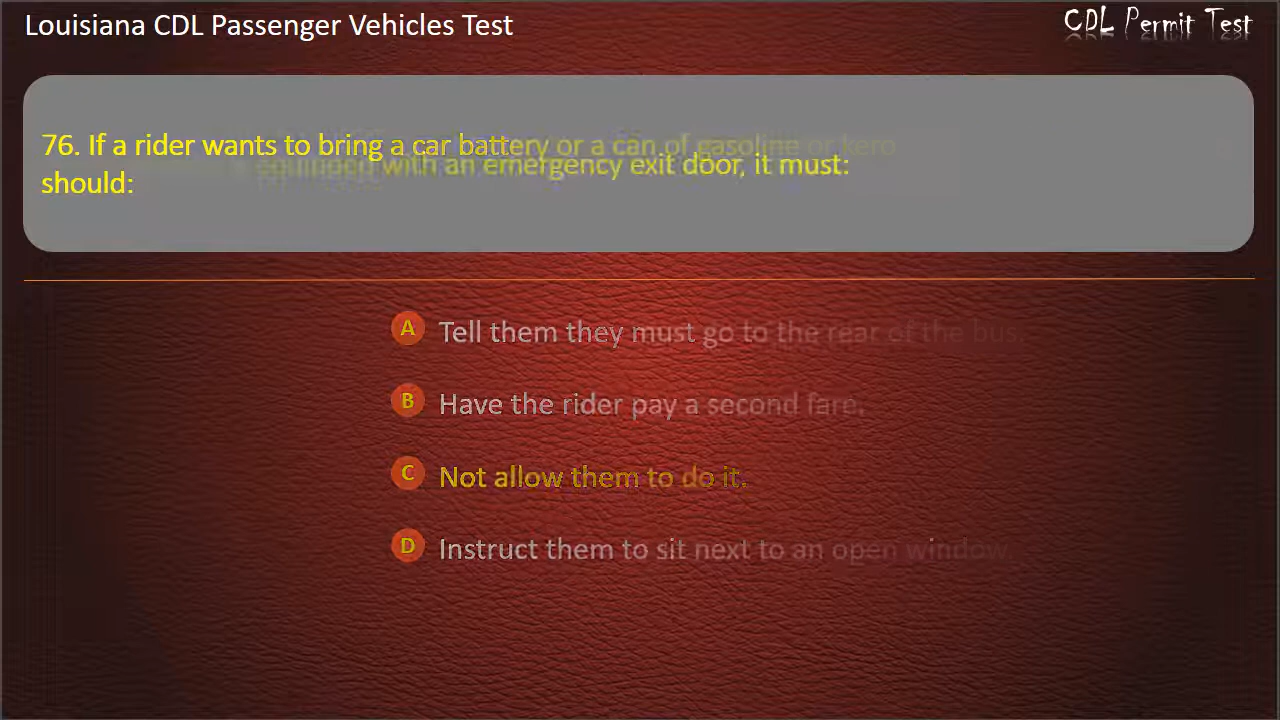 Louisiana CDL Passenger Vehicles Test
CDL Permit Test
76. If a rider wants to bring a car battery or a can of gasoline or kero
equipped with an emergency exit door, it must:
should:
A Tell them they must go to the rear of the bus.
B Have the rider pay a second fare.
C Not allow them to do it.
D Instruct them to sit next to an open window.